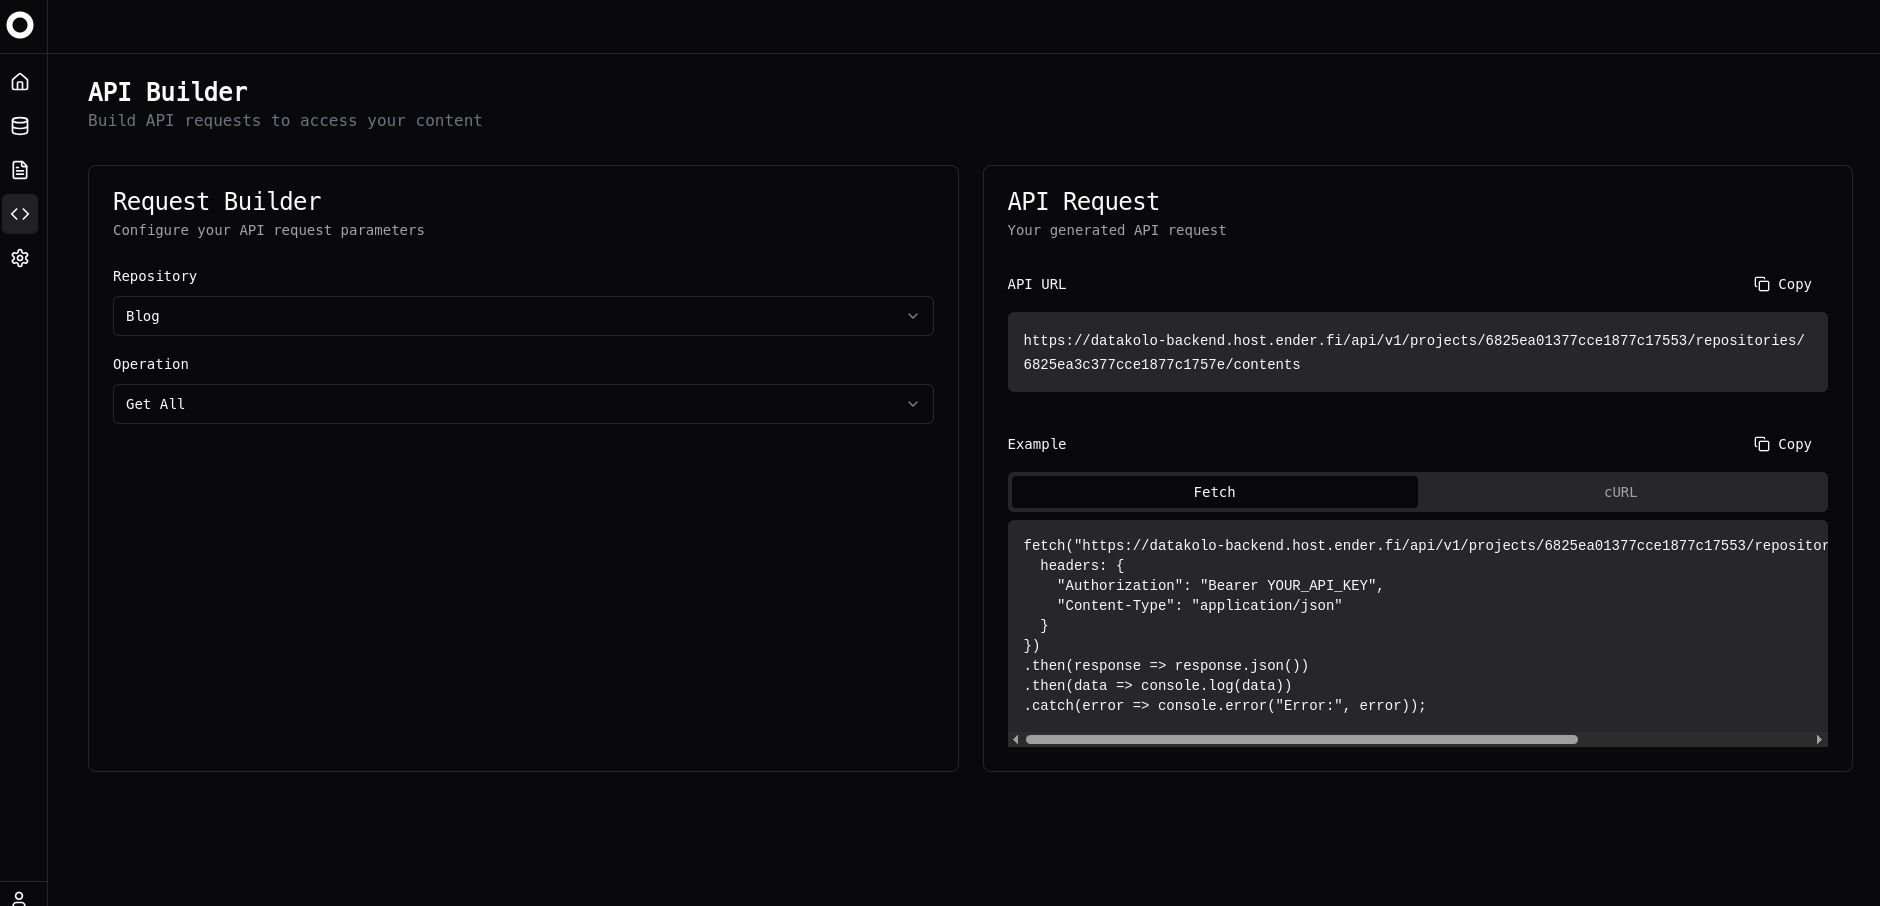 API Builder
Build API requests to access your content
Request Builder
Configure your API request parameters
Repository
Blog
Operation
Get All
API Request
Your generated API request
API URL
Copy
https://datakolo-backend.host.ender.fi/api/v1/projects/6825ea01377cce1877c17553/repositories/
6825ea3c377cce1877c1757e/contents
Example
Copy
Fetch
cURL
fetch("https://datakolo-backend.host.ender.fi/api/v1/projects/6825ea01377cce1877c17553/repositor
  headers: {
    "Authorization": "Bearer YOUR_API_KEY",
    "Content-Type": "application/json"
  }
})
.then(response => response.json())
.then(data => console.log(data))
.catch(error => console.error("Error:", error));